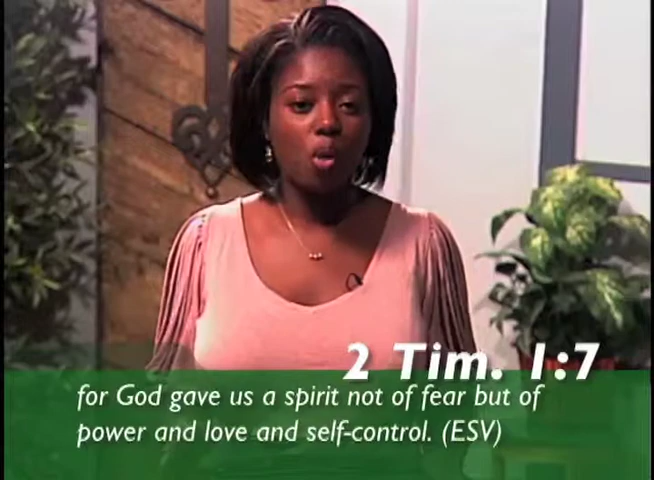 2 Tim. 1:7
for God gave us a spirit not of fear but of
power and love and self-control. (ESV)